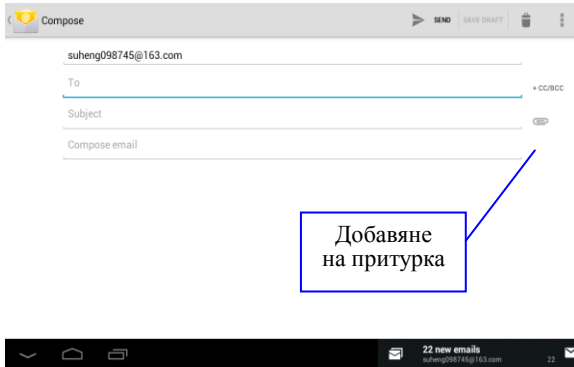 Compose
SEND SAVE DRAFT
suheng098745@163.com
To
+ CC/BCC
Subject
Compose email
Добавяне
на притурка
22 new emails
suheng098745@163.com 22